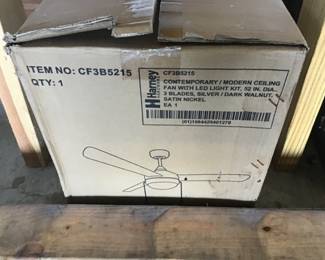 ITEM NO: CF3B5215
QTY: 1
Harney
HARDWARE
CF3B5215
CONTEMPORARY / MODERN CEILING
FAN WITH LED LIGHT KIT, 52 IN. DIA.,
3 BLADES, SILVER / DARK WALNUT,
SATIN NICKEL
EA 1